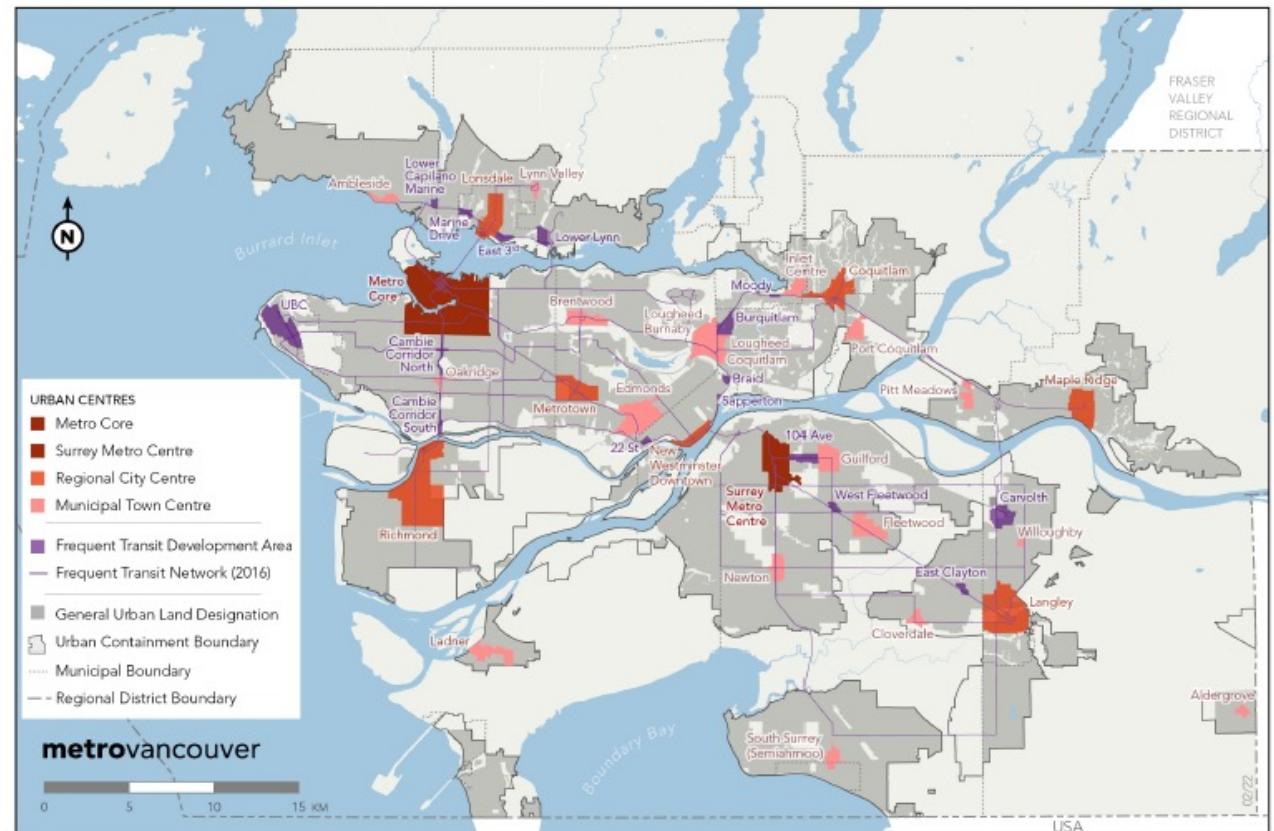 FRASER
VALLEY
REGIONAL
DISTRICT
Lower
Capilano
Marine
Lonsdale
Lynn Valley
Ambleside
Marine
Drive
East 3rd
Lower Lynn
N
Burrard Inlet
Metro
Core
Inlet
Centre
Coquitlam
Moody
UBC
Brentwood
Lougheed
Burnaby
Burquitlam
Lougheed
Coquitlam
Port Coquitlam
Cambie
Corridor
North
Oakridge
Edmonds
Braid
Sapperton
Metrotown
Pitt Meadows
Maple Ridge
Cambie
Corridor
South
22 St
New
Westminster
Downtown
104 Ave
Guilford
Surrey
Metro
Centre
West Fleetwood
Fleetwood
Carvolth
Willoughby
Richmond
Newton
East Clayton
Langley
Cloverdale
Ladner
Aldergrove
South Surrey
(Semiahmoo)
Boundary Bay
URBAN CENTRES
Metro Core
Surrey Metro Centre
Regional City Centre
Municipal Town Centre
Frequent Transit Development Area
Frequent Transit Network (2016)
General Urban Land Designation
Urban Containment Boundary
Municipal Boundary
Regional District Boundary
metrovancouver
0 5 10 15 KM
02/22
USA